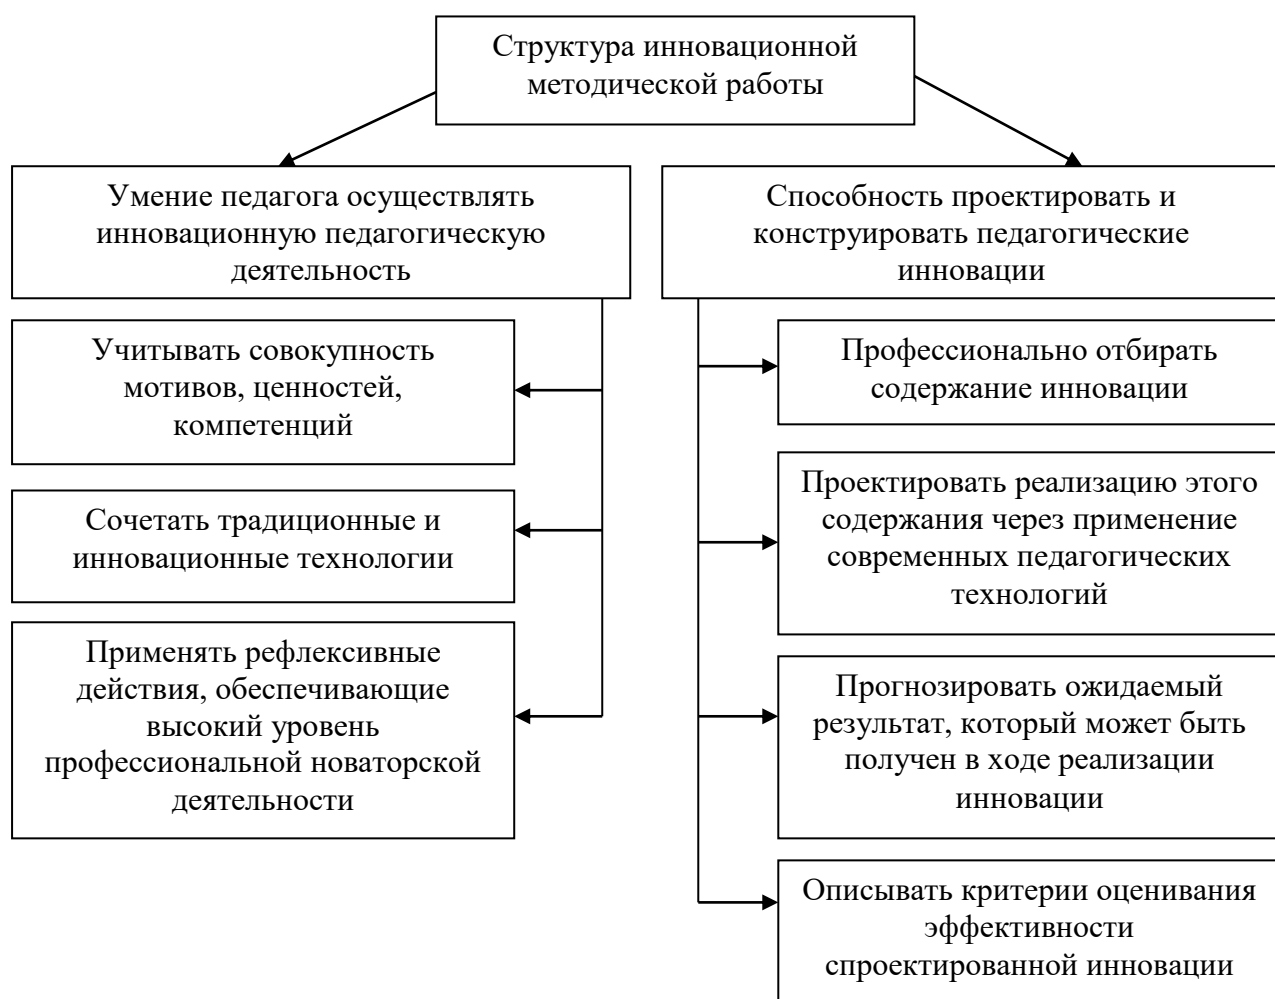 Структура инновационной
методической работы
Умение педагога осуществлять
инновационную педагогическую
деятельность
Учитывать совокупность
мотивов, ценностей,
компетенций
Сочетать традиционные и
инновационные технологии
Применять рефлексивные
действия, обеспечивающие
высокий уровень
профессиональной новаторской
деятельности
Способность проектировать и
конструировать педагогические
инновации
Профессионально отбирать
содержание инновации
Проектировать реализацию этого
содержания через применение
современных педагогических
технологий
Прогнозировать ожидаемый
результат, который может быть
получен в ходе реализации
инновации
Описывать критерии оценивания
эффективности
спроектированной инновации